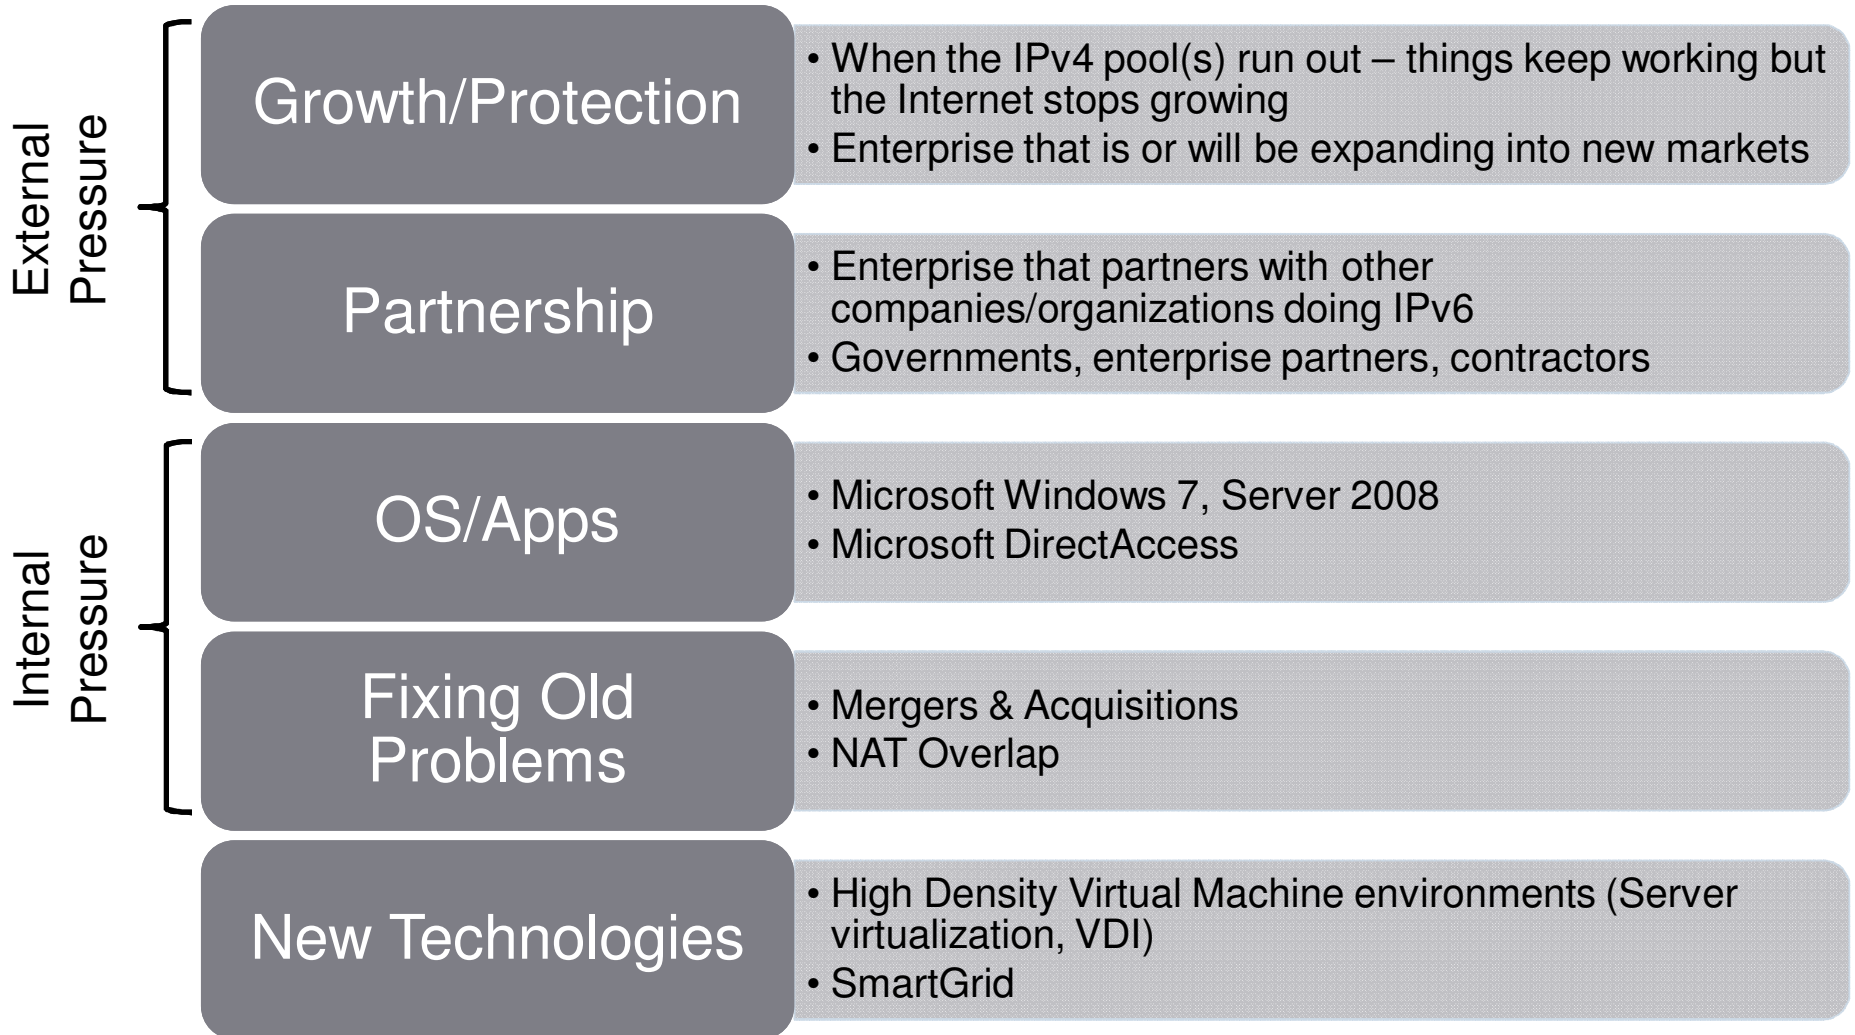 External
Pressure
Growth/Protection
• When the IPv4 pool(s) run out – things keep working but
the Internet stops growing
• Enterprise that is or will be expanding into new markets
Partnership
• Enterprise that partners with other
companies/organizations doing IPv6
• Governments, enterprise partners, contractors
Internal
Pressure
OS/Apps
• Microsoft Windows 7, Server 2008
• Microsoft DirectAccess
Fixing Old
Problems
• Mergers & Acquisitions
• NAT Overlap
New Technologies
• High Density Virtual Machine environments (Server
virtualization, VDI)
• SmartGrid